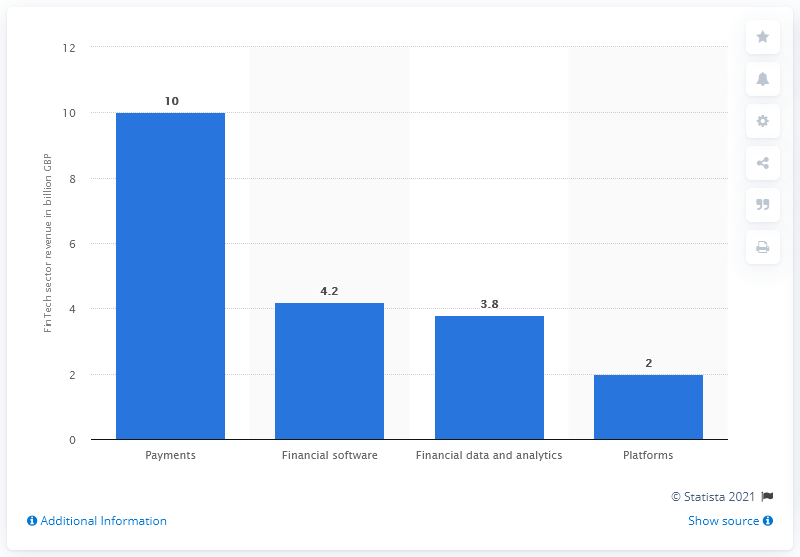 12
10
8
6
4
2
0
FinTech sector revenue in billion GBP
10
4.2
3.8
2
Payments
Financial software
Financial data and analytics
Platforms
© Statista 2021
Additional Information
Show source